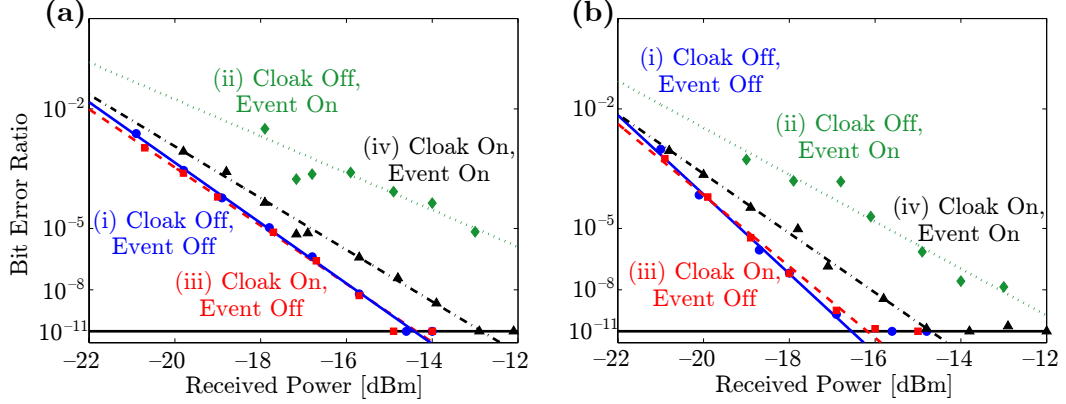 (a)
(ii) Cloak Off,
Event On
(iv) Cloak On,
Event On
(i) Cloak Off,
Event Off
(iii) Cloak On,
Event Off
Bit Error Ratio
10⁻²
10⁻⁵
10⁻⁸
10⁻¹¹
−22 −20 −18 −16 −14 −12
Received Power [dBm]
(b)
(i) Cloak Off,
Event Off
(ii) Cloak Off,
Event On
(iv) Cloak On,
Event On
(iii) Cloak On,
Event Off
10⁻²
10⁻⁵
10⁻⁸
10⁻¹¹
−22 −20 −18 −16 −14 −12
Received Power [dBm]